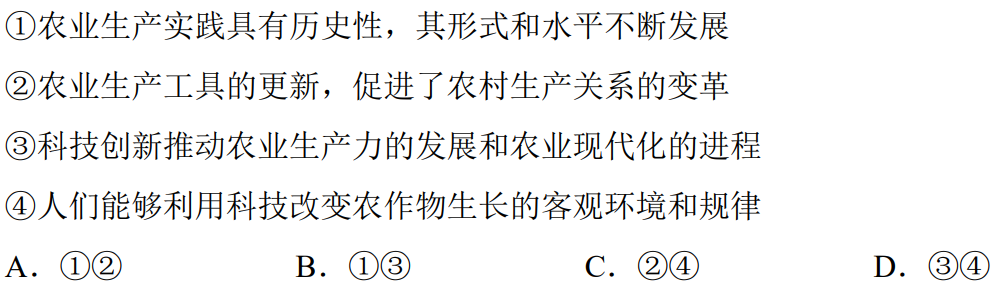 ①农业生产实践具有历史性，其形式和水平不断发展
②农业生产工具的更新，促进了农村生产关系的变革
③科技创新推动农业生产力的发展和农业现代化的进程
④人们能够利用科技改变农作物生长的客观环境和规律
A．①② B．①③ C．②④ D．③④